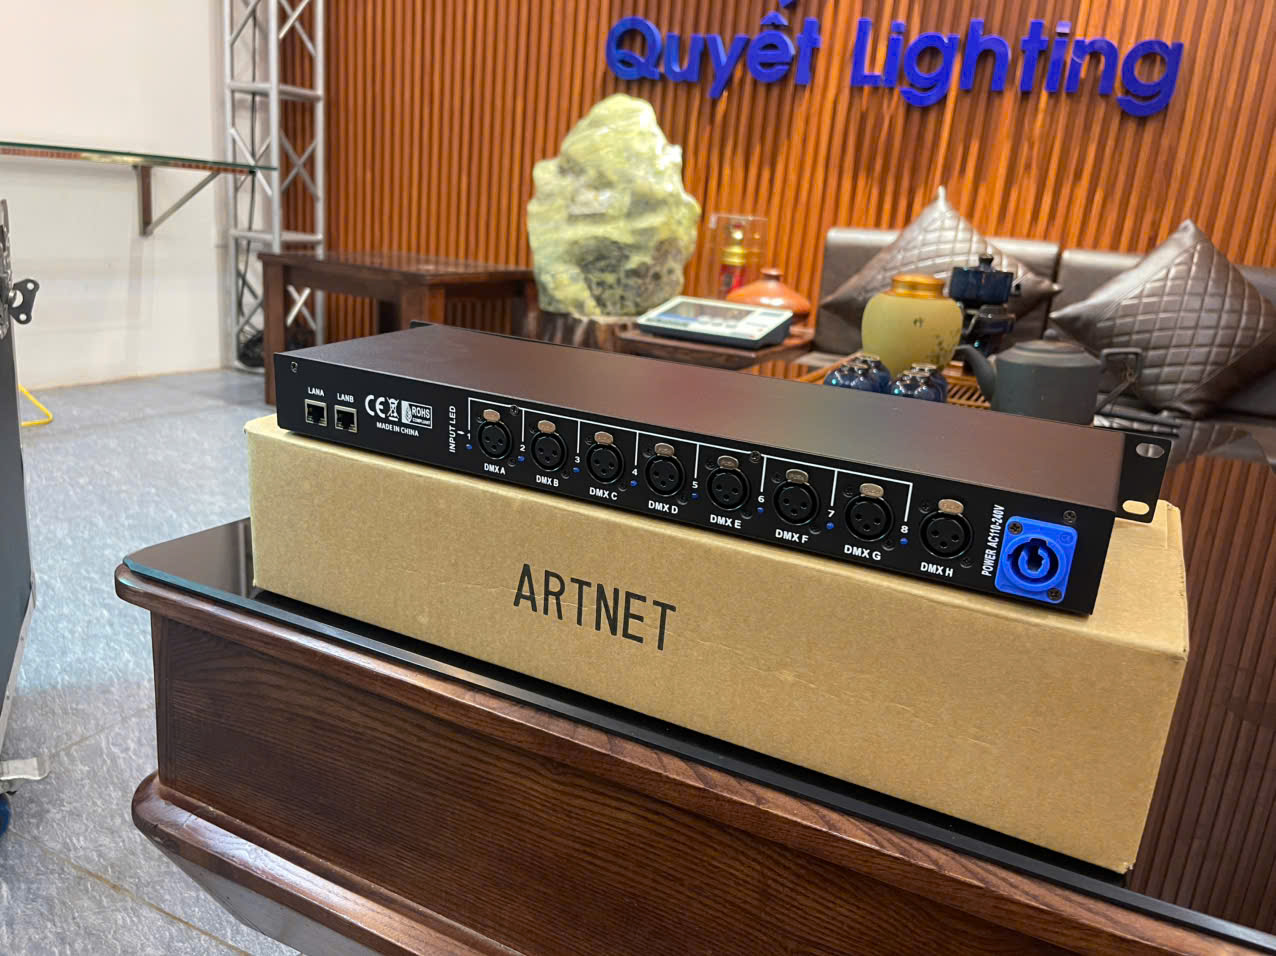 Quyết Lighting
LANA
LANB
CE
ROHS
COMPLIANT
MADE IN CHINA
INPUT LED
1
2
3
4
5
6
7
8
DMX A
DMX B
DMX C
DMX D
DMX E
DMX F
DMX G
DMX H
POWER AC110-240V
ARTNET